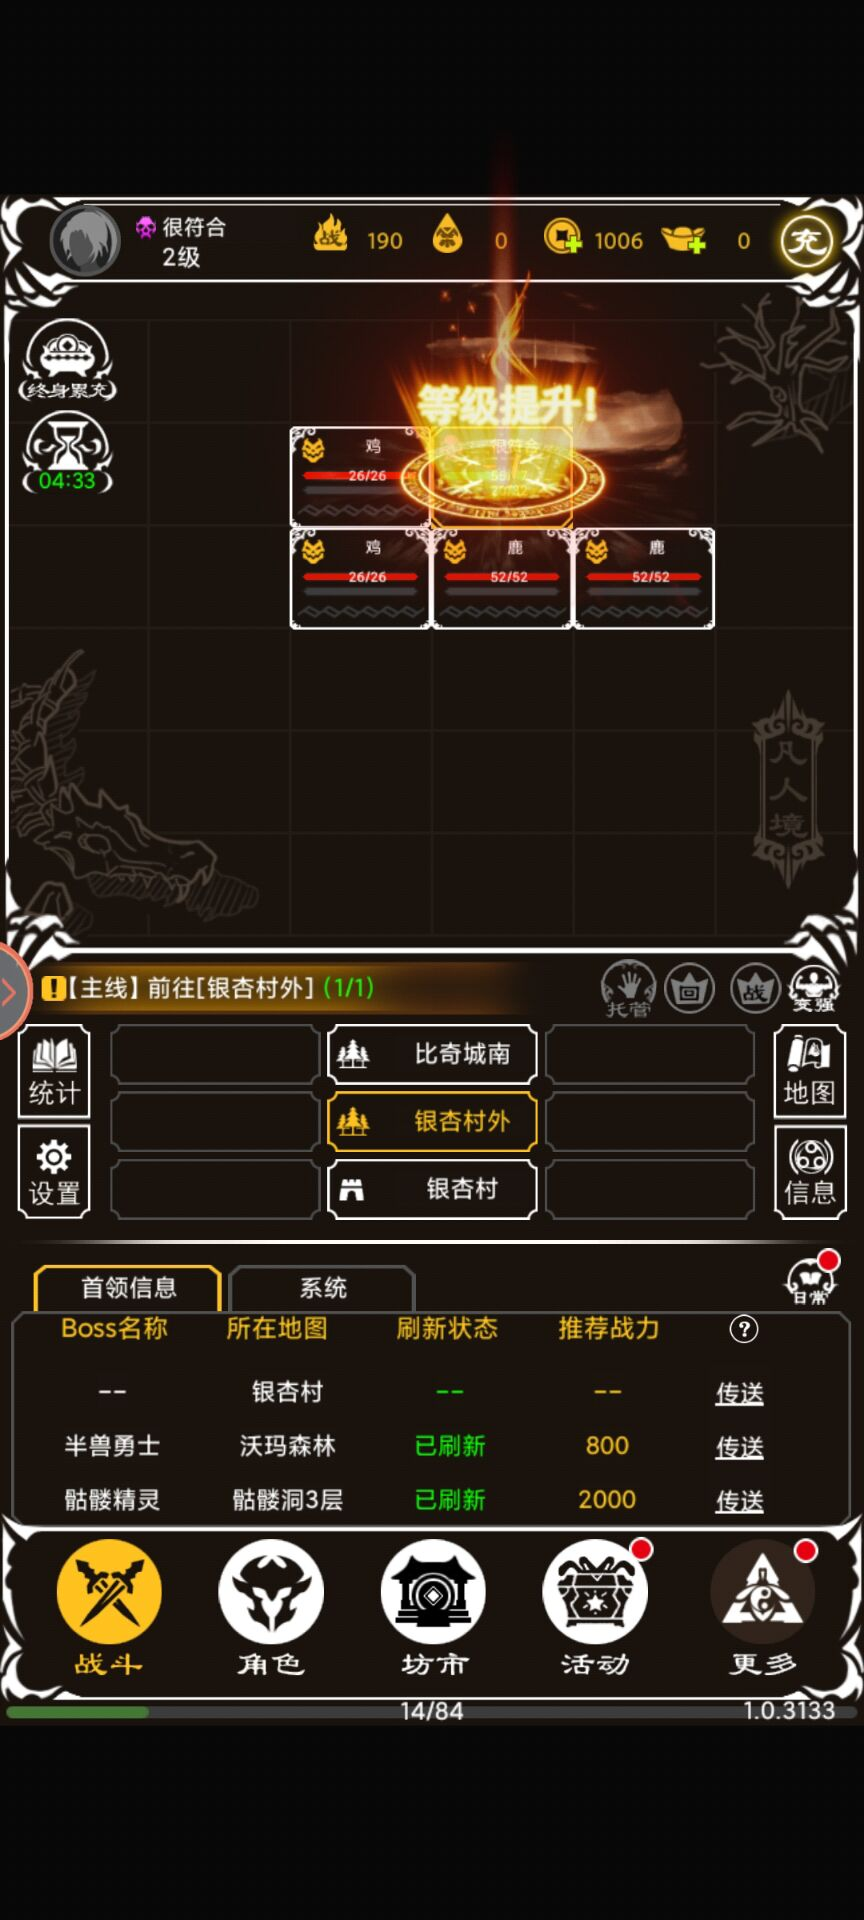 很符合
2级
战 190 0 1006 0 充
终身累充
等级提升!
04:33
鸡 很符合
26/26
鸡 鹿 鹿
26/26 52/52 52/52
凡人境
【主线】前往[银杏村外] (1/1)
托管 回 战 变强
统计 比奇城南 地图
银杏村外
设置 银杏村 信息
首领信息 系统 日常
Boss名称 所在地图 刷新状态 推荐战力 ?
-- 银杏村 -- -- 传送
半兽勇士 沃玛森林 已刷新 800 传送
骷髅精灵 骷髅洞3层 已刷新 2000 传送
战斗 角色 坊市 活动 更多
14/84 1.0.3133